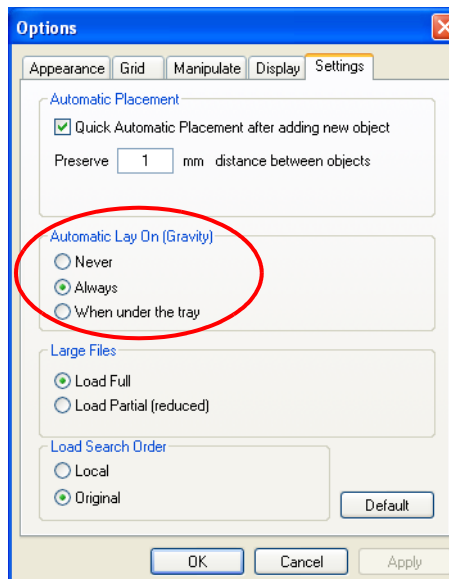 Options
Appearance Grid Manipulate Display Settings
Automatic Placement
Quick Automatic Placement after adding new object
Preserve 1 mm distance between objects
Automatic Lay On (Gravity)
Never
Always
When under the tray
Large Files
Load Full
Load Partial (reduced)
Load Search Order
Local
Original
Default
OK Cancel Apply